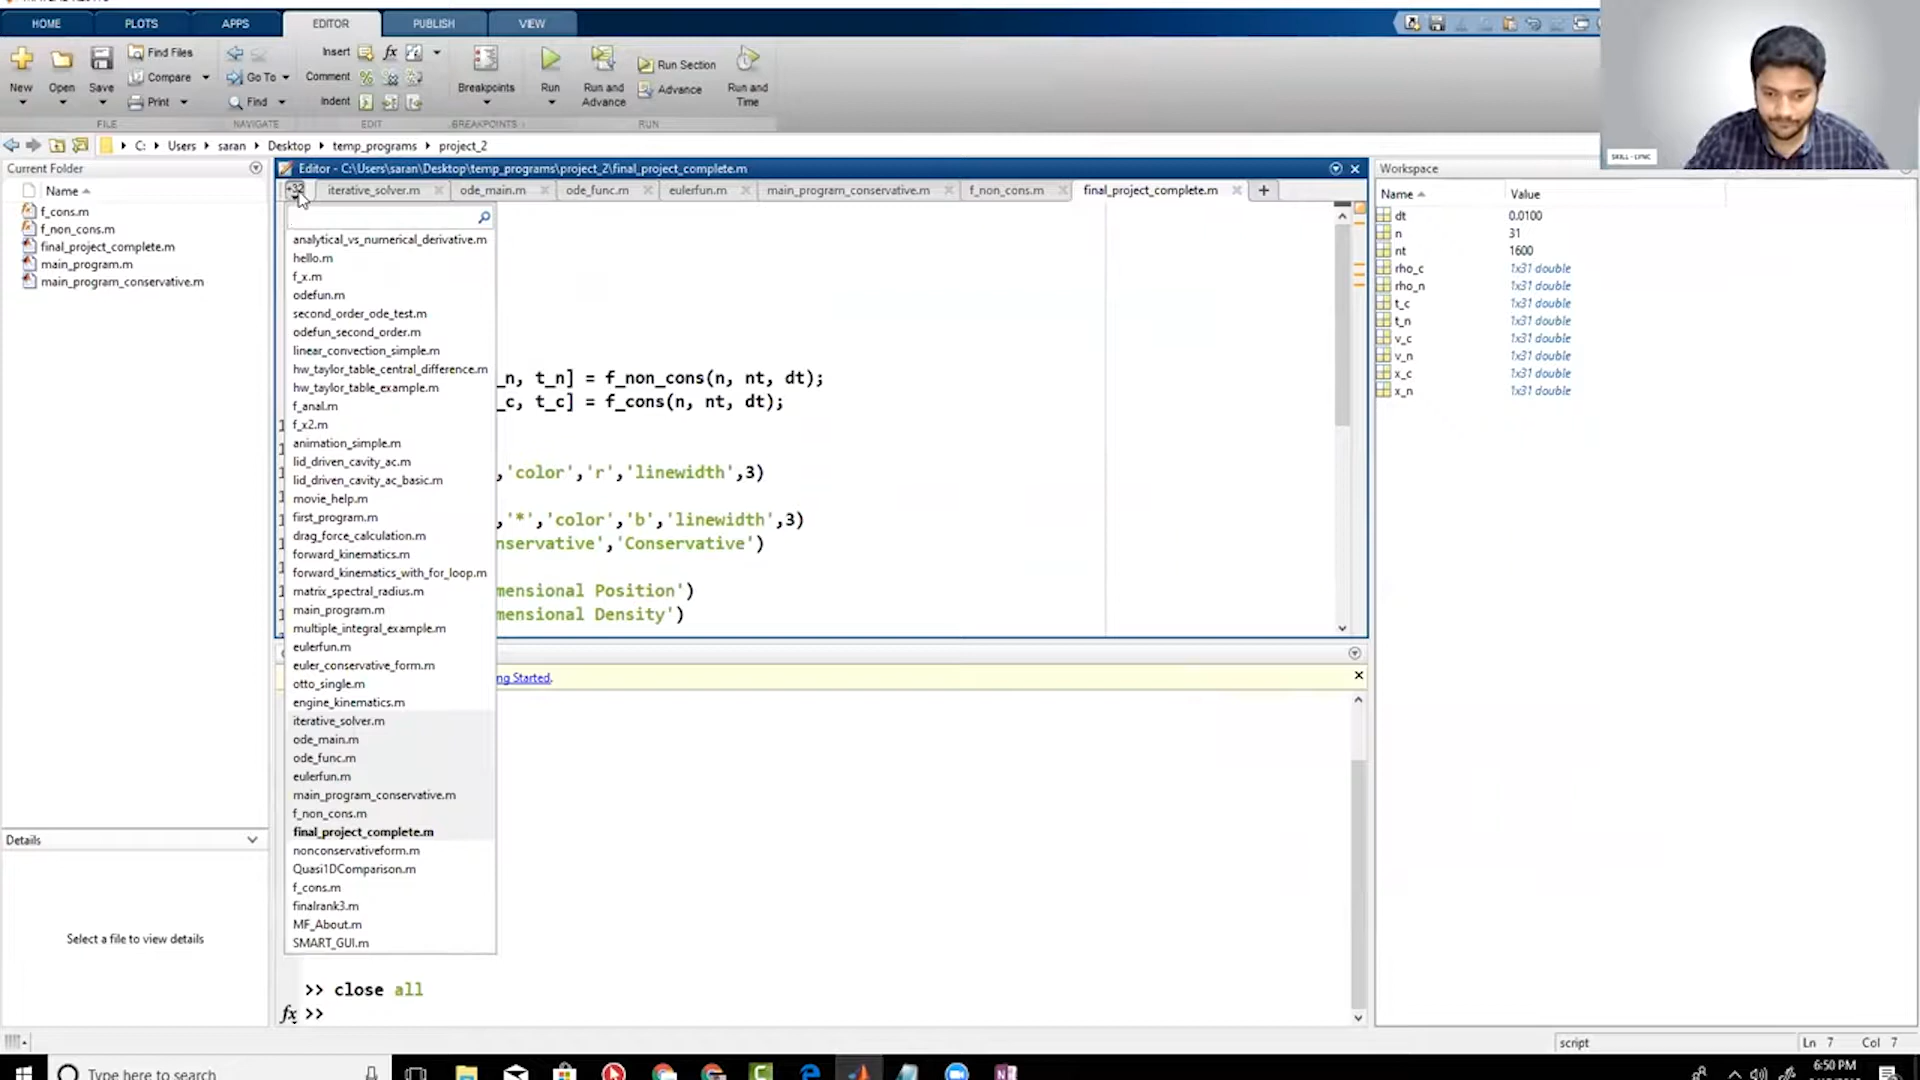 HOME PLOTS APPS EDITOR PUBLISH VIEW
New Open Save Find Files Compare Print Go To Find Insert fx Comment Indent Breakpoints Run Run and Advance Run Section Advance Run and Time
FILE NAVIGATE EDIT BREAKPOINTS RUN
SKILL - LYNC
C: Users saran Desktop temp_programs project_2
Current Folder
Name
f_cons.m
f_non_cons.m
final_project_complete.m
main_program.m
main_program_conservative.m
Details
Select a file to view details
Editor - C:\Users\saran\Desktop\temp_programs\project_2\final_project_complete.m
+32 iterative_solver.m ode_main.m ode_func.m eulerfun.m main_program_conservative.m f_non_cons.m final_project_complete.m
analytical_vs_numerical_derivative.m
hello.m
f_x.m
odefun.m
second_order_ode_test.m
odefun_second_order.m
linear_convection_simple.m
hw_taylor_table_central_difference.m
hw_taylor_table_example.m
f_anal.m
f_x2.m
animation_simple.m
lid_driven_cavity_ac.m
lid_driven_cavity_ac_basic.m
movie_help.m
first_program.m
drag_force_calculation.m
forward_kinematics.m
forward_kinematics_with_for_loop.m
matrix_spectral_radius.m
main_program.m
multiple_integral_example.m
eulerfun.m
euler_conservative_form.m
otto_single.m
engine_kinematics.m
iterative_solver.m
ode_main.m
ode_func.m
eulerfun.m
main_program_conservative.m
f_non_cons.m
final_project_complete.m
nonconservativeform.m
Quasi1DComparison.m
f_cons.m
finalrank3.m
MF_About.m
SMART_GUI.m
_n, t_n] = f_non_cons(n, nt, dt);
_c, t_c] = f_cons(n, nt, dt);
,'color','r','linewidth',3)
,'*','color','b','linewidth',3)
nservative','Conservative')
mensional Position')
mensional Density')
ng Started.
>> close all
fx >>
Workspace
Name Value
dt 0.0100
n 31
nt 1600
rho_c 1x31 double
rho_n 1x31 double
t_c 1x31 double
t_n 1x31 double
v_c 1x31 double
v_n 1x31 double
x_c 1x31 double
x_n 1x31 double
script Ln 7 Col 7
Type here to search
6:50 PM